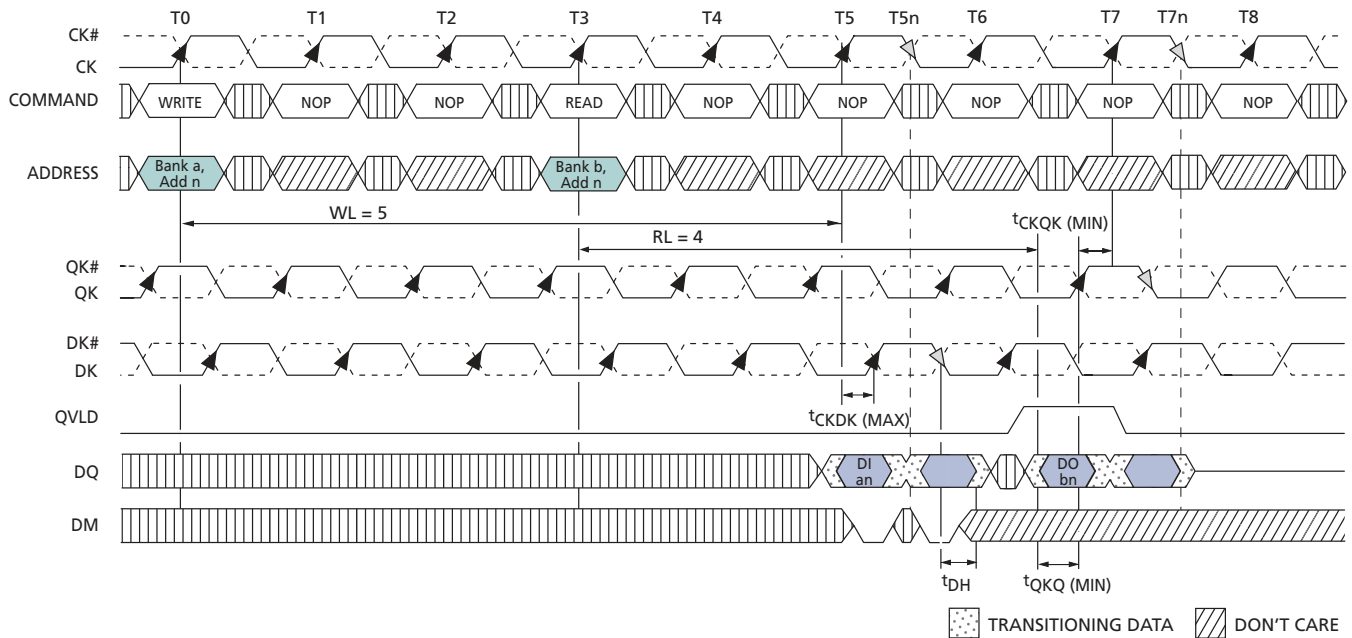 T0 T1 T2 T3 T4 T5 T5n T6 T7 T7n T8
CK#
CK
COMMAND WRITE NOP NOP READ NOP NOP NOP NOP NOP
ADDRESS Bank a, Add n Bank b, Add n
WL = 5
tCKQK (MIN)
RL = 4
QK#
QK
DK#
DK
tCKDK (MAX)
QVLD
DQ DI an DO bn
DM
tDH tQKQ (MIN)
TRANSITIONING DATA DON'T CARE